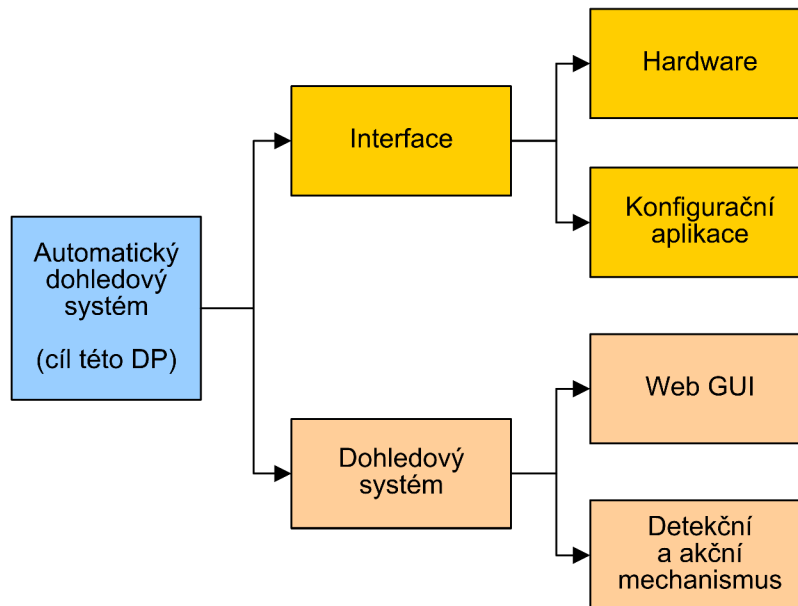 Automatický
dohledový
systém
(cíl této DP)
Interface
Hardware
Konfigurační
aplikace
Dohledový
systém
Web GUI
Detekční
a akční
mechanismus